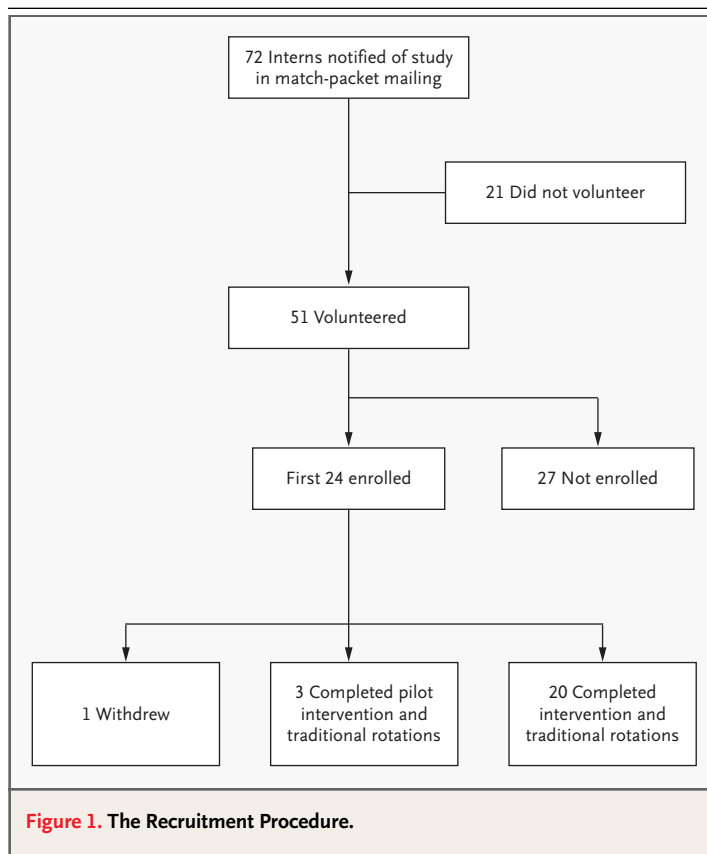 72 Interns notified of study
in match-packet mailing
21 Did not volunteer
51 Volunteered
First 24 enrolled
27 Not enrolled
1 Withdrew
3 Completed pilot
intervention and
traditional rotations
20 Completed
intervention and
traditional rotations
Figure 1. The Recruitment Procedure.